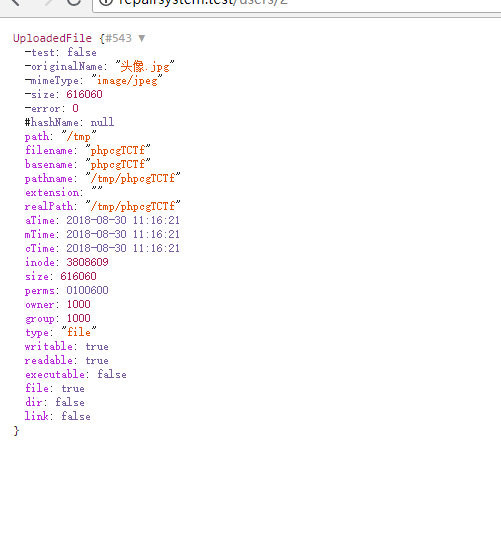 repairsystem.test/users/2
UploadedFile {#543 ▼
-test: false
-originalName: "头像.jpg"
-mimeType: "image/jpeg"
-size: 616060
-error: 0
#hashName: null
path: "/tmp"
filename: "phpcgTCTf"
basename: "phpcgTCTf"
pathname: "/tmp/phpcgTCTf"
extension: ""
realPath: "/tmp/phpcgTCTf"
aTime: 2018-08-30 11:16:21
mTime: 2018-08-30 11:16:21
cTime: 2018-08-30 11:16:21
inode: 3808609
size: 616060
perms: 0100600
owner: 1000
group: 1000
type: "file"
writable: true
readable: true
executable: false
file: true
dir: false
link: false
}